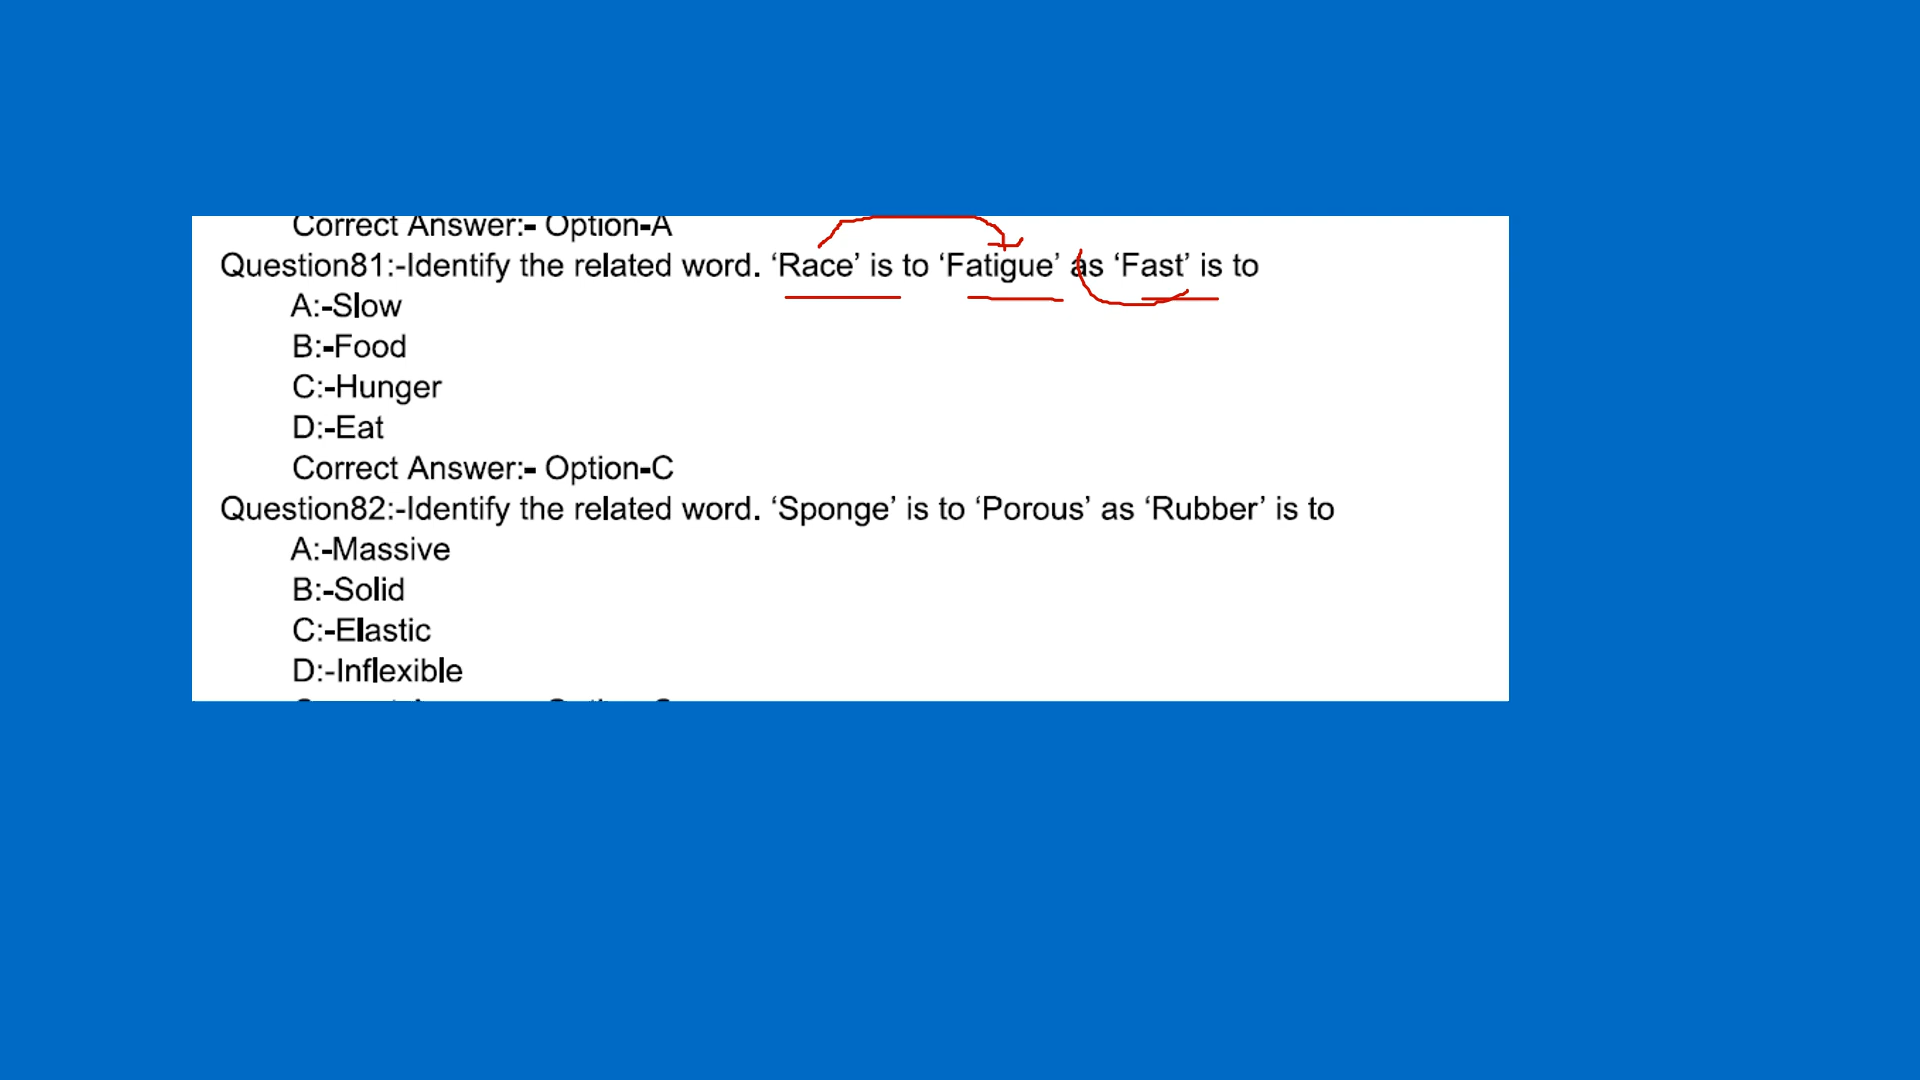 Correct Answer:- Option-A
Question81:-Identify the related word. ‘Race’ is to ‘Fatigue’ as ‘Fast’ is to
A:-Slow
B:-Food
C:-Hunger
D:-Eat
Correct Answer:- Option-C
Question82:-Identify the related word. ‘Sponge’ is to ‘Porous’ as ‘Rubber’ is to
A:-Massive
B:-Solid
C:-Elastic
D:-Inflexible